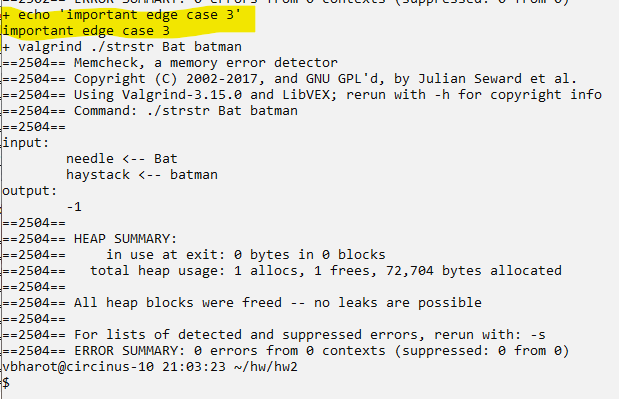 ERROR SUMMARY: 0 errors from 0 contexts (suppressed: 0 from 0)
+ echo 'important edge case 3'
important edge case 3
+ valgrind ./strstr Bat batman
==2504== Memcheck, a memory error detector
==2504== Copyright (C) 2002-2017, and GNU GPL'd, by Julian Seward et al.
==2504== Using Valgrind-3.15.0 and LibVEX; rerun with -h for copyright info
==2504== Command: ./strstr Bat batman
==2504==
input:
needle <-- Bat
haystack <-- batman
output:
-1
==2504==
==2504== HEAP SUMMARY:
==2504==     in use at exit: 0 bytes in 0 blocks
==2504==   total heap usage: 1 allocs, 1 frees, 72,704 bytes allocated
==2504==
==2504== All heap blocks were freed -- no leaks are possible
==2504==
==2504== For lists of detected and suppressed errors, rerun with: -s
==2504== ERROR SUMMARY: 0 errors from 0 contexts (suppressed: 0 from 0)
vbharot@circinus-10 21:03:23 ~/hw/hw2
$